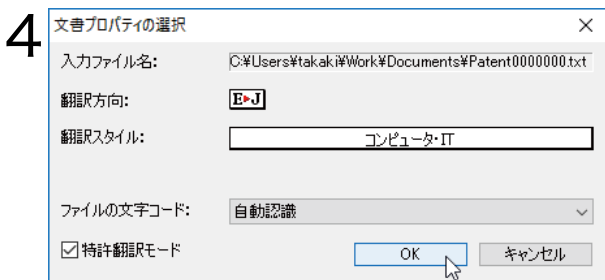 4
文書プロパティの選択
入力ファイル名: C:¥Users¥takaki¥Work¥Documents¥Patent0000000.txt
翻訳方向: E▸J
翻訳スタイル: コンピュータ・IT
ファイルの文字コード: 自動認識
特許翻訳モード OK キャンセル